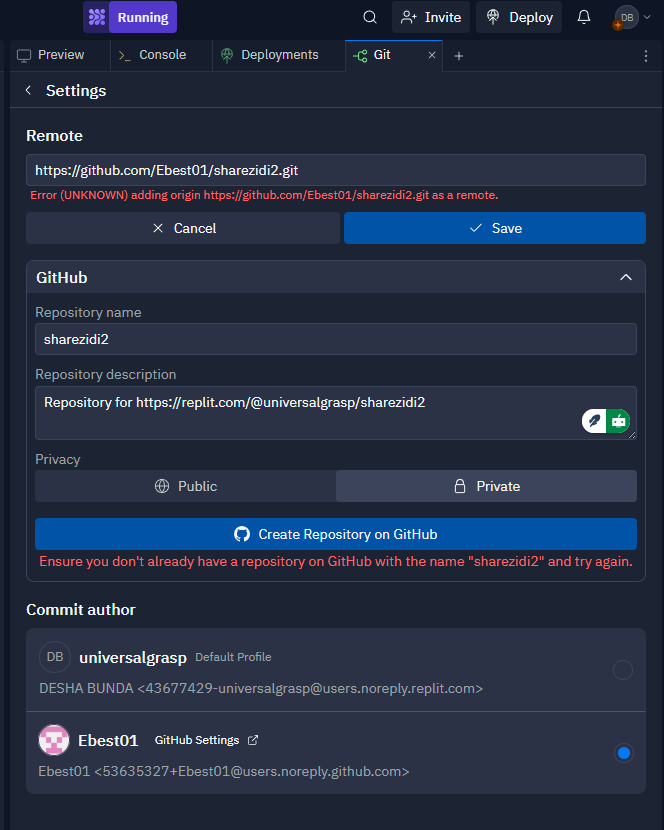 Running
Invite
Deploy
DB
Preview
Console
Deployments
Git
Settings
Remote
https://github.com/Ebest01/sharezidi2.git
Error (UNKNOWN) adding origin https://github.com/Ebest01/sharezidi2.git as a remote.
Cancel
Save
GitHub
Repository name
sharezidi2
Repository description
Repository for https://replit.com/@universalgrasp/sharezidi2
Privacy
Public
Private
Create Repository on GitHub
Ensure you don't already have a repository on GitHub with the name "sharezidi2" and try again.
Commit author
DB
universalgrasp Default Profile
DESHA BUNDA <43677429-universalgrasp@users.noreply.replit.com>
Ebest01 GitHub Settings
Ebest01 <53635327+Ebest01@users.noreply.github.com>